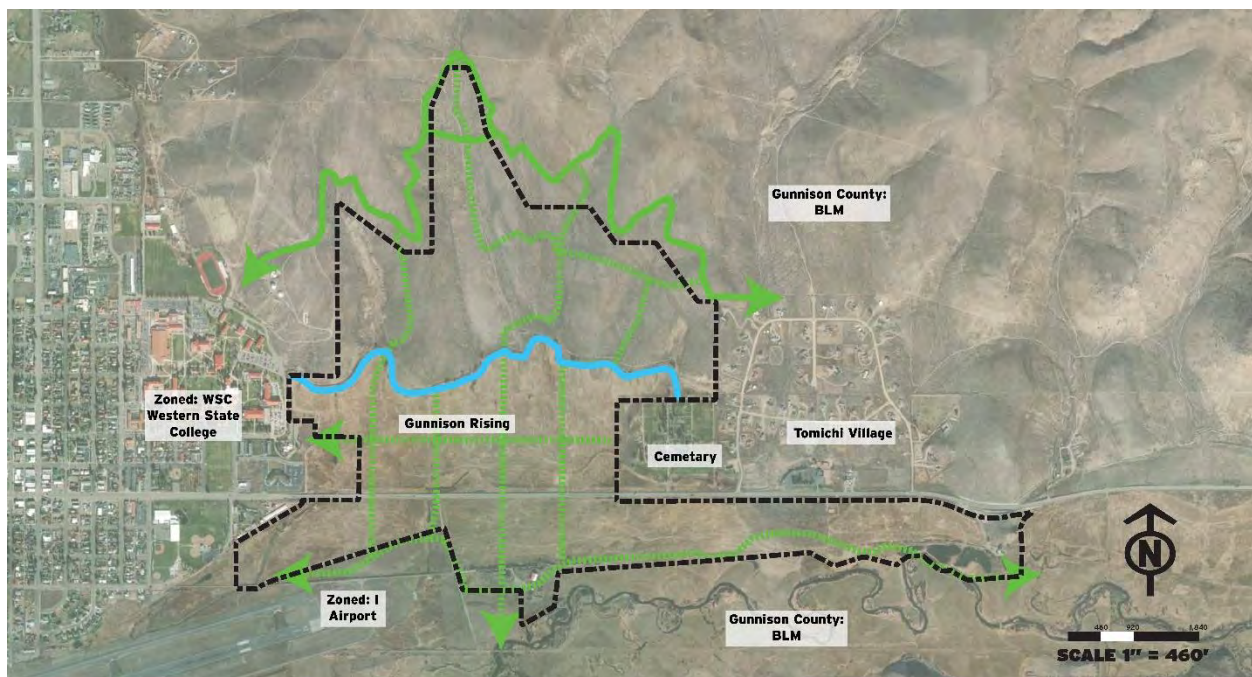 Gunnison County:
BLM
Zoned: WSC
Western State
College
Gunnison Rising
Cemetary
Tomichi Village
N
Zoned: I
Airport
Gunnison County:
BLM
460 920 1,840
SCALE 1" = 460'